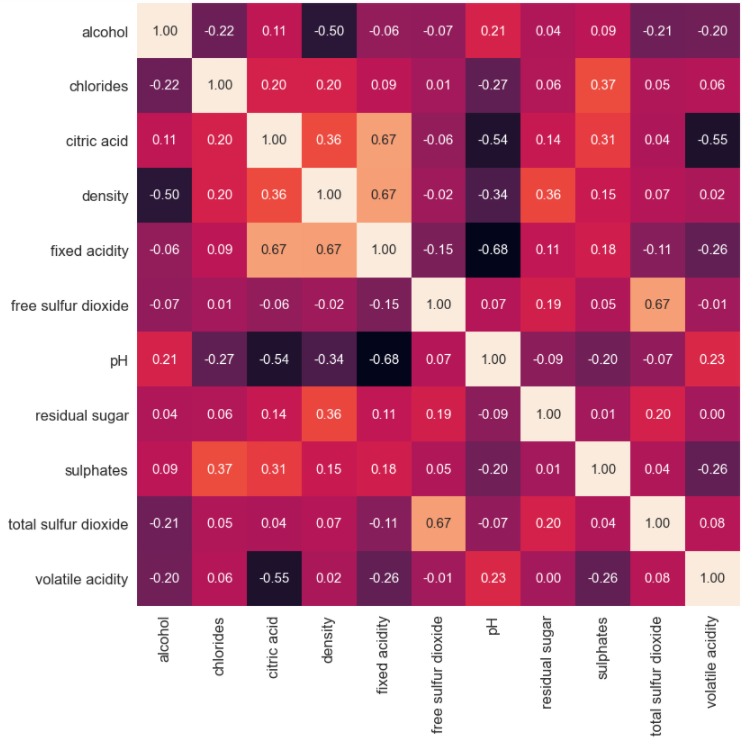 alcohol 1.00 -0.22 0.11 -0.50 -0.06 -0.07 0.21 0.04 0.09 -0.21 -0.20
chlorides -0.22 1.00 0.20 0.20 0.09 0.01 -0.27 0.06 0.37 0.05 0.06
citric acid 0.11 0.20 1.00 0.36 0.67 -0.06 -0.54 0.14 0.31 0.04 -0.55
density -0.50 0.20 0.36 1.00 0.67 -0.02 -0.34 0.36 0.15 0.07 0.02
fixed acidity -0.06 0.09 0.67 0.67 1.00 -0.15 -0.68 0.11 0.18 -0.11 -0.26
free sulfur dioxide -0.07 0.01 -0.06 -0.02 -0.15 1.00 0.07 0.19 0.05 0.67 -0.01
pH 0.21 -0.27 -0.54 -0.34 -0.68 0.07 1.00 -0.09 -0.20 -0.07 0.23
residual sugar 0.04 0.06 0.14 0.36 0.11 0.19 -0.09 1.00 0.01 0.20 0.00
sulphates 0.09 0.37 0.31 0.15 0.18 0.05 -0.20 0.01 1.00 0.04 -0.26
total sulfur dioxide -0.21 0.05 0.04 0.07 -0.11 0.67 -0.07 0.20 0.04 1.00 0.08
volatile acidity -0.20 0.06 -0.55 0.02 -0.26 -0.01 0.23 0.00 -0.26 0.08 1.00
alcohol
chlorides
citric acid
density
fixed acidity
free sulfur dioxide
pH
residual sugar
sulphates
total sulfur dioxide
volatile acidity